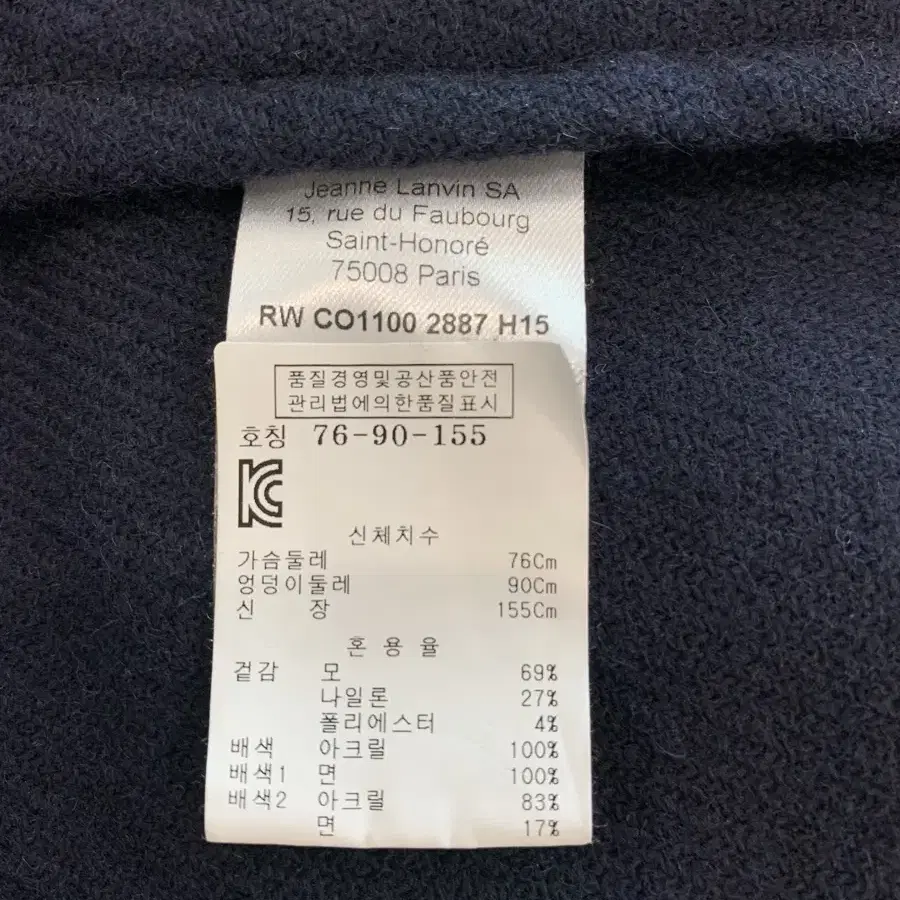 Jeanne Lanvin SA
15, rue du Faubourg
Saint-Honoré
75008 Paris
RW CO1100 2887 H15
품질경영및공산품안전
관리법에의한품질표시
호칭 76-90-155
신체치수
가슴둘레 76Cm
엉덩이둘레 90Cm
신 장 155Cm
혼 용 율
겉감 모 69%
나일론 27%
폴리에스터 4%
배색 아크릴 100%
배색1 면 100%
배색2 아크릴 83%
면 17%